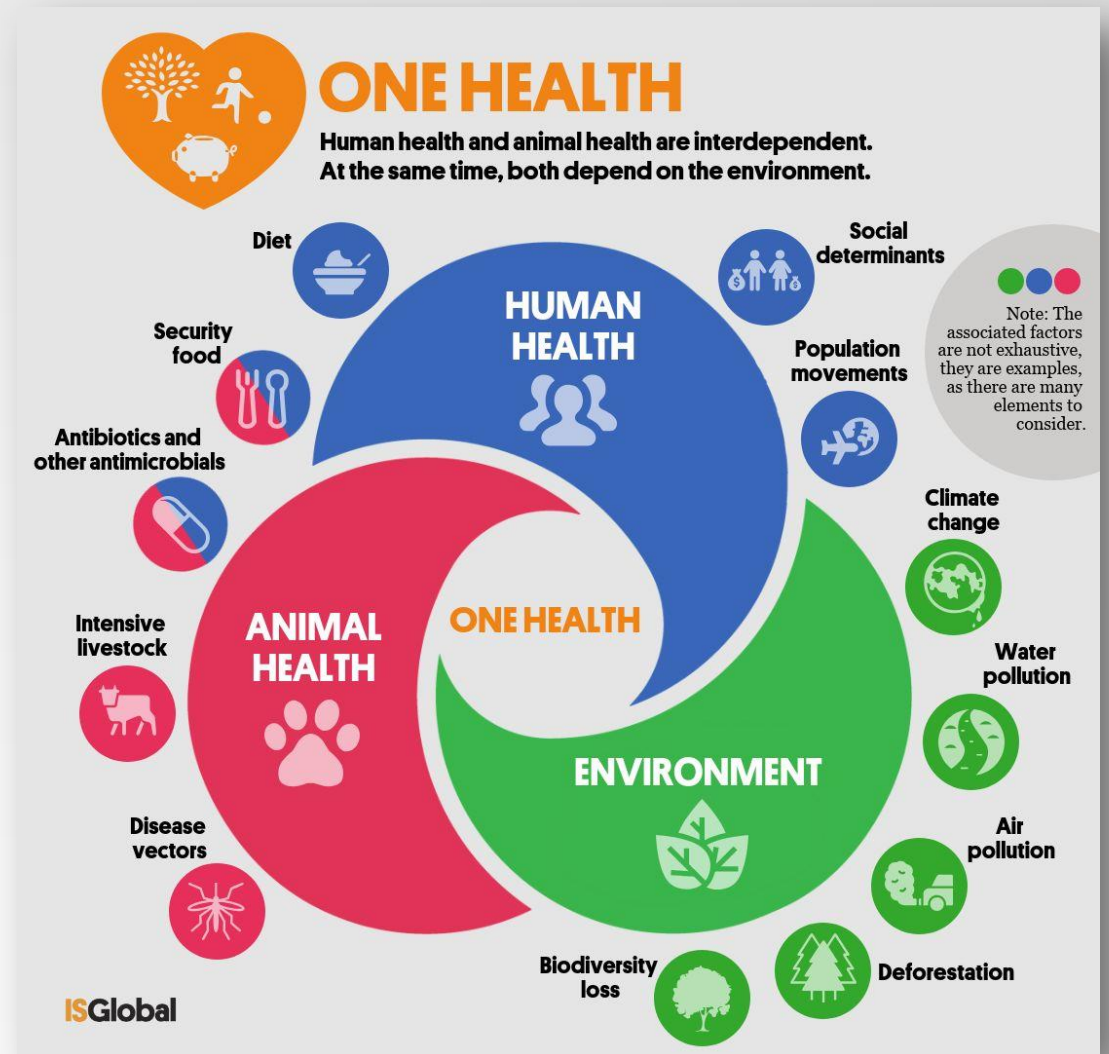 ONE HEALTH
Human health and animal health are interdependent.
At the same time, both depend on the environment.
Diet
Social
determinants
HUMAN
HEALTH
Security
food
Population
movements
Note: The
associated factors
are not exhaustive,
they are examples,
as there are many
elements to
consider.
Antibiotics and
other antimicrobials
Climate
change
Intensive
livestock
ANIMAL
HEALTH
ONE HEALTH
Water
pollution
ENVIRONMENT
Disease
vectors
Air
pollution
Biodiversity
loss
Deforestation
ISGlobal